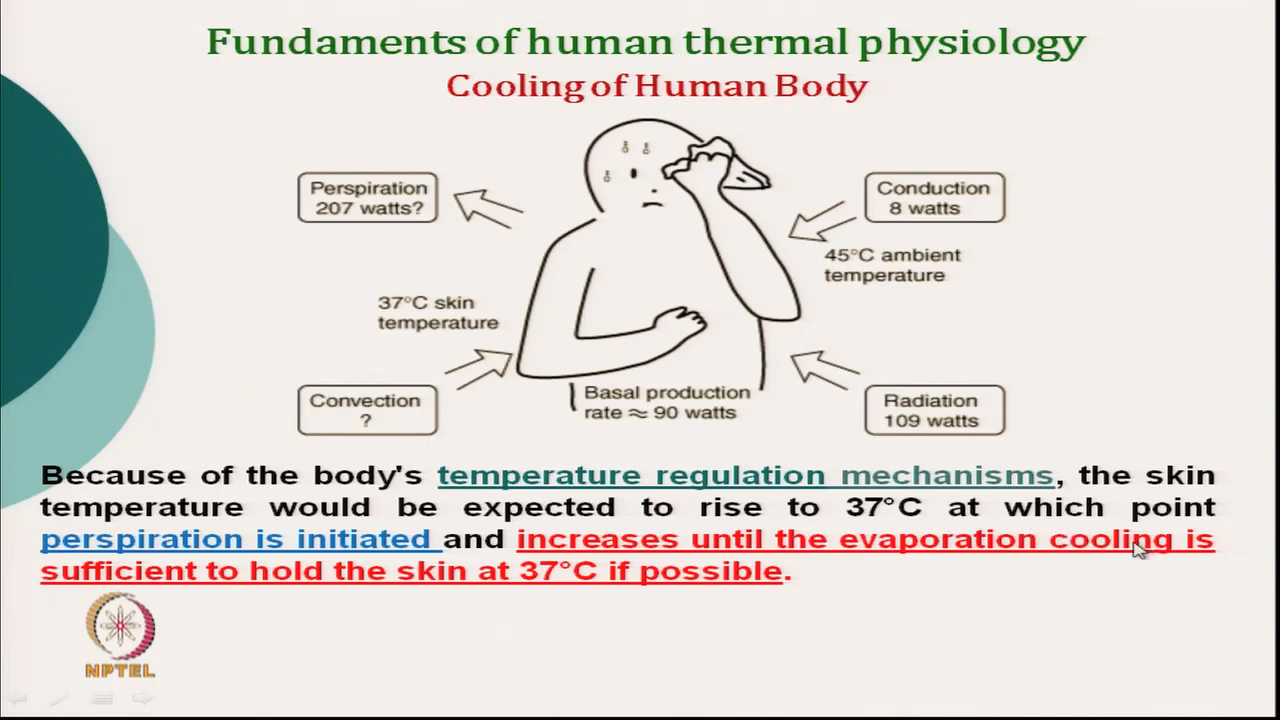 Fundaments of human thermal physiology
Cooling of Human Body
Perspiration
207 watts?
Conduction
8 watts
45°C ambient
temperature
37°C skin
temperature
Convection
?
Basal production
rate ≈ 90 watts
Radiation
109 watts
Because of the body's temperature regulation mechanisms, the skin
temperature would be expected to rise to 37°C at which point
perspiration is initiated and increases until the evaporation cooling is
sufficient to hold the skin at 37°C if possible.
NPTEL